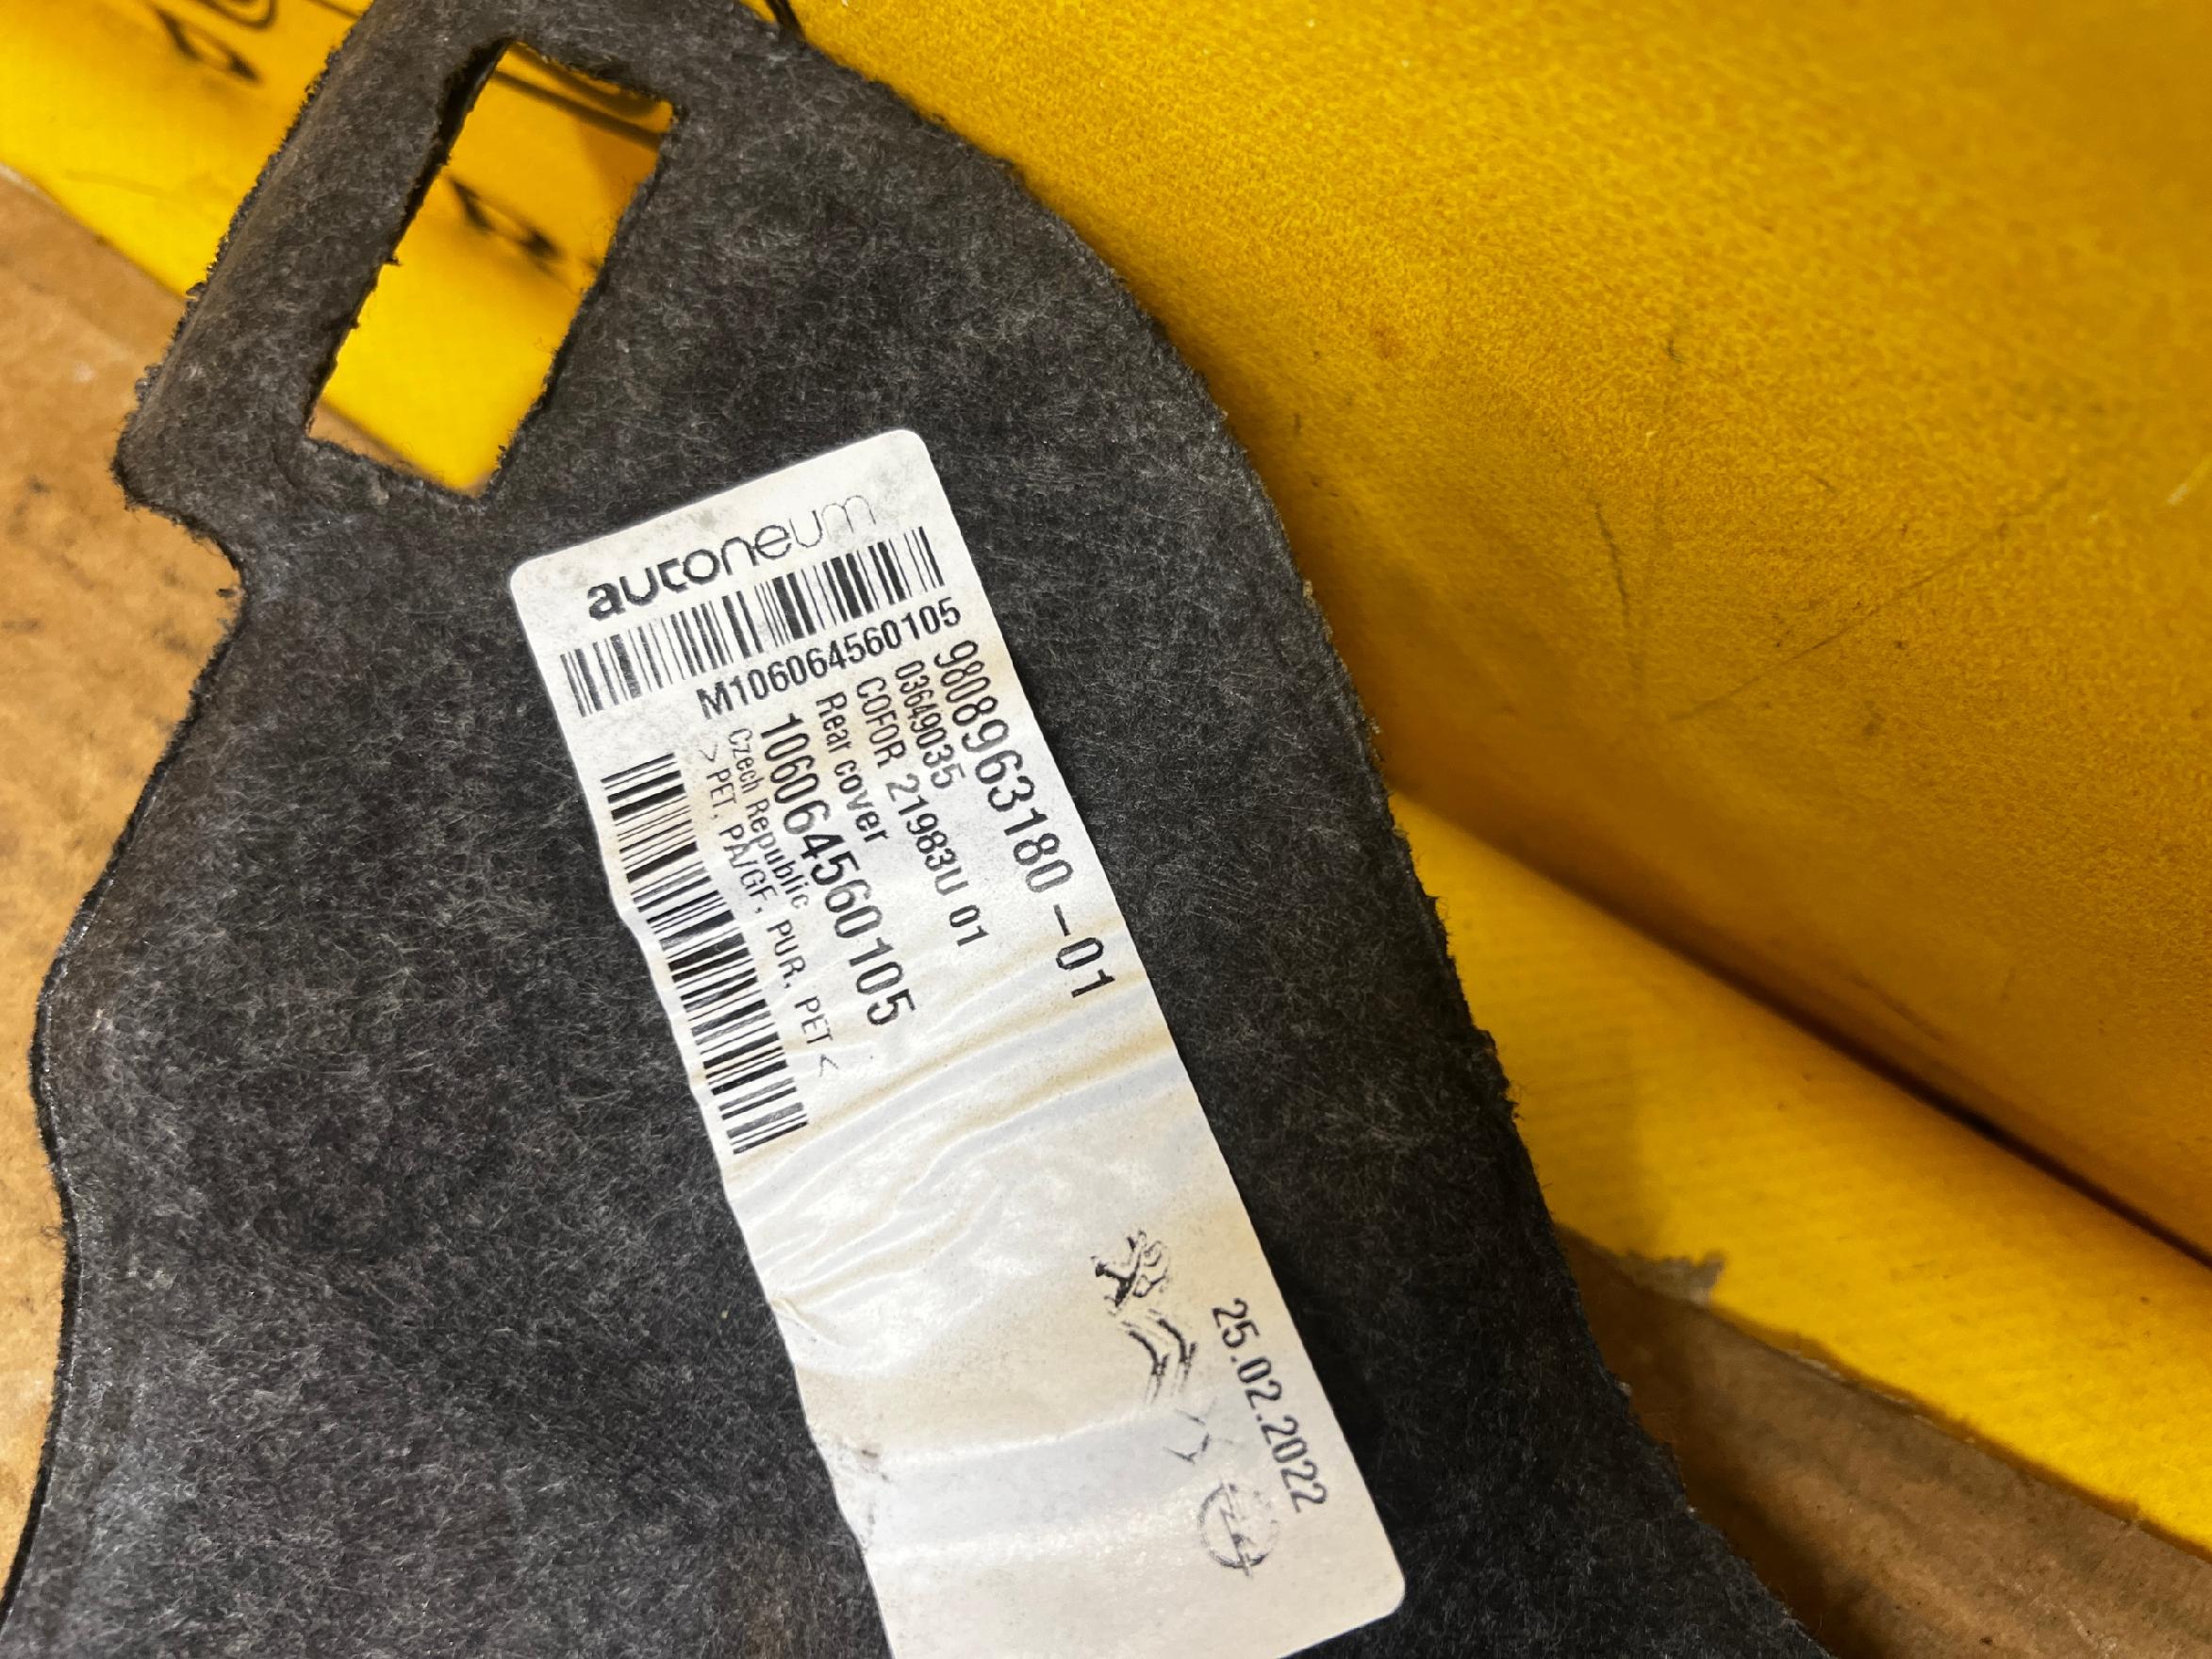 autoneum
M106064560105
9808963180-01
03649035
COFOR 21983U 01
Rear cover
106064560105
Czech Republic
> PET, PA/GF, PUR, PET <
25.02.2022